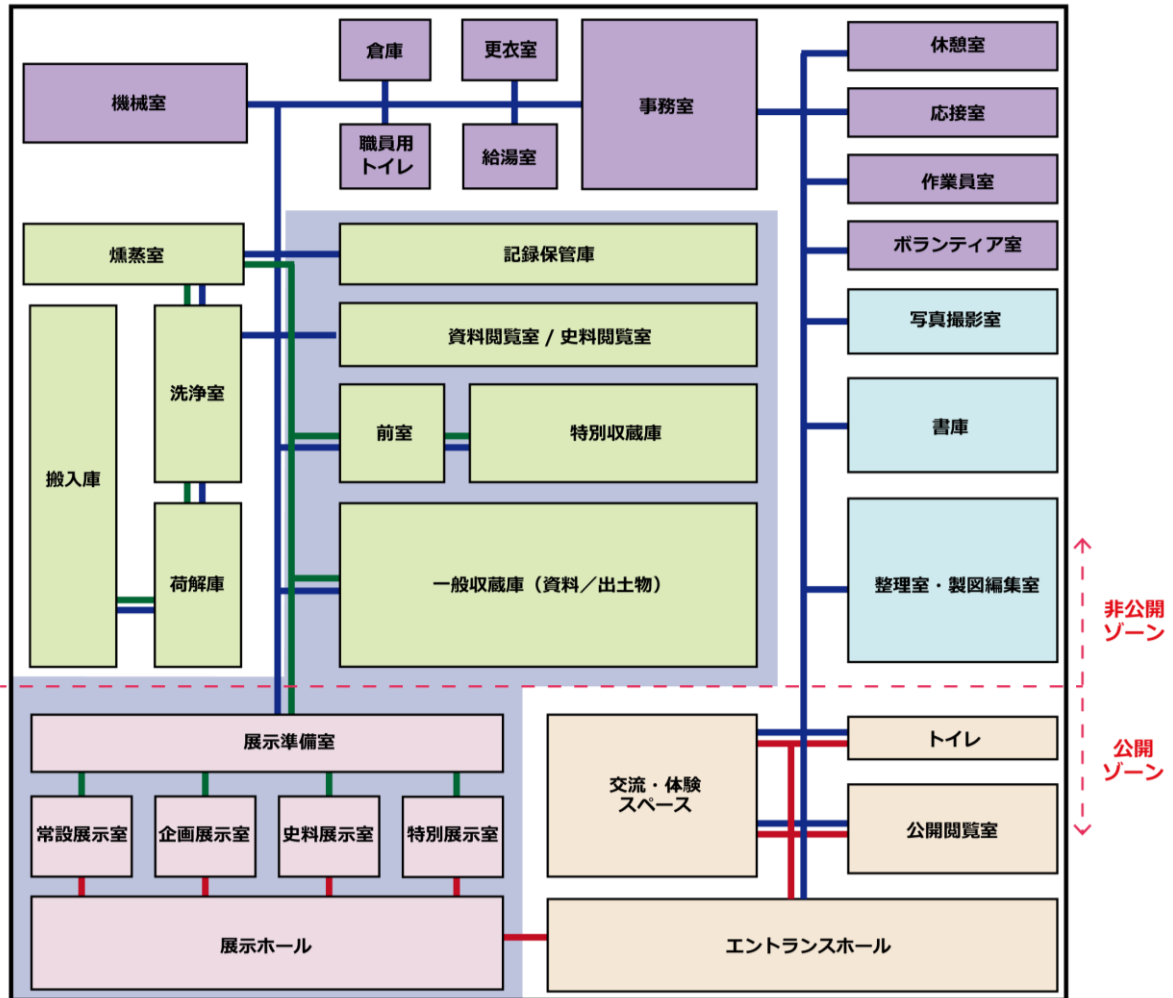 倉庫
更衣室
休憩室
機械室
事務室
応接室
職員用
トイレ
給湯室
作業員室
ボランティア室
燻蒸室
記録保管庫
写真撮影室
資料閲覧室 / 史料閲覧室
洗浄室
前室
特別収蔵庫
書庫
搬入庫
荷解庫
一般収蔵庫（資料／出土物）
整理室・製図編集室
非公開
ゾーン
展示準備室
トイレ
公開
ゾーン
交流・体験
スペース
常設展示室
企画展示室
史料展示室
特別展示室
公開閲覧室
展示ホール
エントランスホール